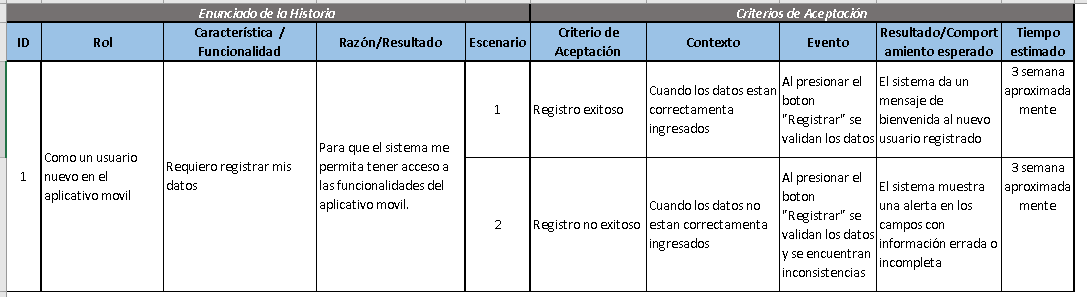 Enunciado de la Historia
Criterios de Aceptación
ID
Rol
Característica /
Funcionalidad
Razón/Resultado
Escenario
Criterio de
Aceptación
Contexto
Evento
Resultado/Comport
amiento esperado
Tiempo
estimado
1
Como un usuario
nuevo en el
aplicativo movil
Requiero registrar mis
datos
Para que el sistema me
permita tener acceso a
las funcionalidades del
aplicativo movil.
1
Registro exitoso
Cuando los datos estan
correctamenta
ingresados
Al presionar el
boton
"Registrar" se
validan los datos
El sistema da un
mensaje de
bienvenida al nuevo
usuario registrado
3 semana
aproximada
mente
2
Registro no exitoso
Cuando los datos no
estan correctamenta
ingresados
Al presionar el
boton
"Registrar" se
validan los datos
y se encuentran
inconsistencias
El sistema muestra
una alerta en los
campos con
información errada o
incompleta
3 semana
aproximada
mente